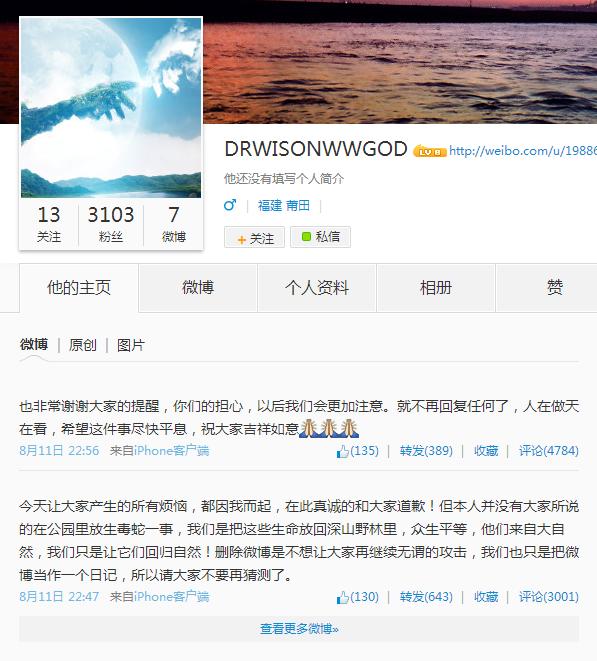 DRWISONWWGOD LV 8 http://weibo.com/u/19886
他还没有填写个人简介
福建 莆田
13 3103 7
关注 粉丝 微博
+关注 私信
他的主页 微博 个人资料 相册 赞
微博 | 原创 | 图片
也非常谢谢大家的提醒，你们的担心，以后我们会更加注意。就不再回复任何了，人在做天
在看，希望这件事尽快平息，祝大家吉祥如意🙏🙏🙏
8月11日 22:56 来自iPhone客户端 (135) | 转发(389) | 收藏 | 评论(4784)
今天让大家产生的所有烦恼，都因我而起，在此真诚的和大家道歉！但本人并没有大家所说
的在公园里放生毒蛇一事，我们是把这些生命放回深山野林里，众生平等，他们来自大自
然，我们只是让它们回归自然！删除微博是不想让大家再继续无谓的攻击，我们也只是把微
博当作一个日记，所以请大家不要再猜测了。
8月11日 22:47 来自iPhone客户端 (130) | 转发(643) | 收藏 | 评论(3001)
查看更多微博»